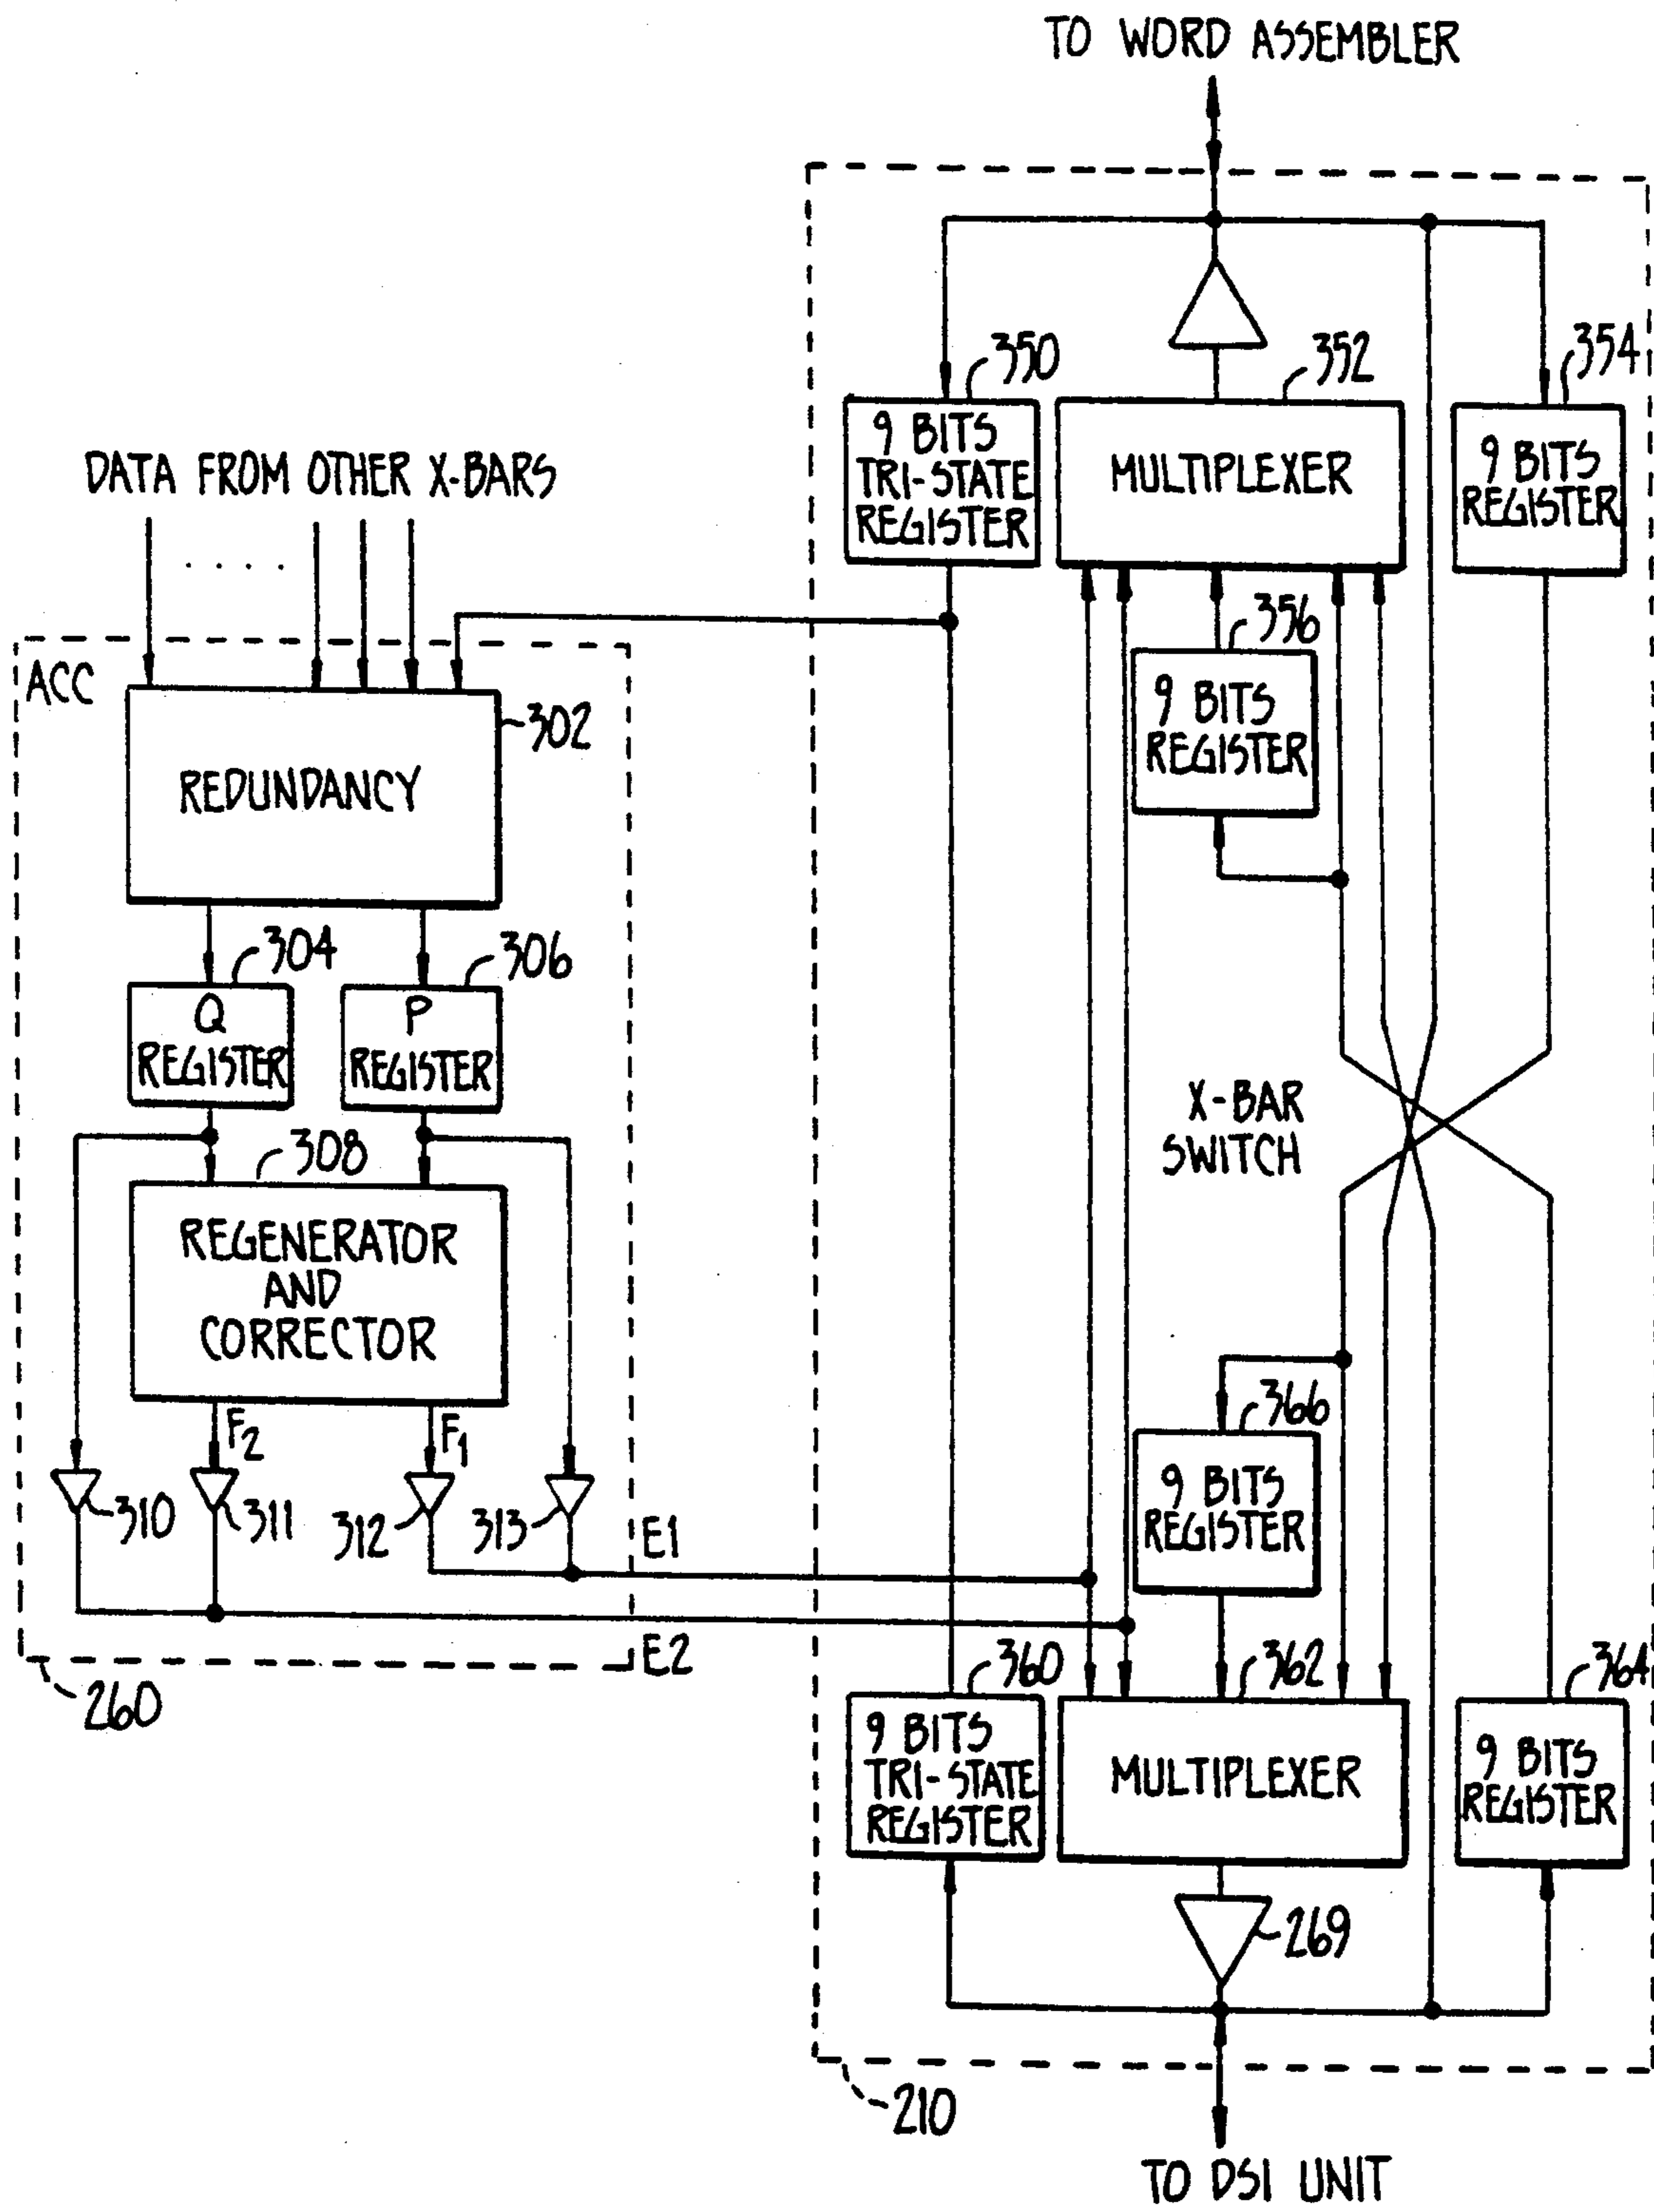 TO WORD ASSEMBLER
350
352
354
9 BITS
TRI-STATE
REGISTER
MULTIPLEXER
9 BITS
REGISTER
DATA FROM OTHER X-BARS
. . . .
356
9 BITS
REGISTER
ACC
302
REDUNDANCY
304
306
Q
REGISTER
P
REGISTER
X-BAR
SWITCH
308
REGENERATOR
AND
CORRECTOR
F2
F1
310
311
312
313
E1
E2
260
366
9 BITS
REGISTER
360
362
364
9 BITS
TRI-STATE
REGISTER
MULTIPLEXER
9 BITS
REGISTER
269
210
TO DSI UNIT